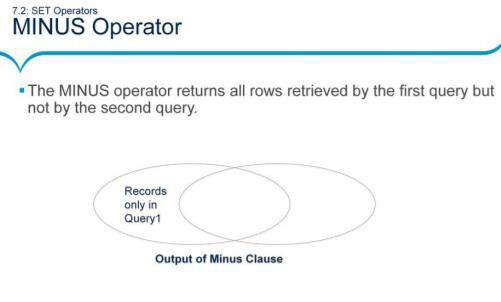 7.2: SET Operators
MINUS Operator
▪ The MINUS operator returns all rows retrieved by the first query but
not by the second query.
Records
only in
Query1
Output of Minus Clause